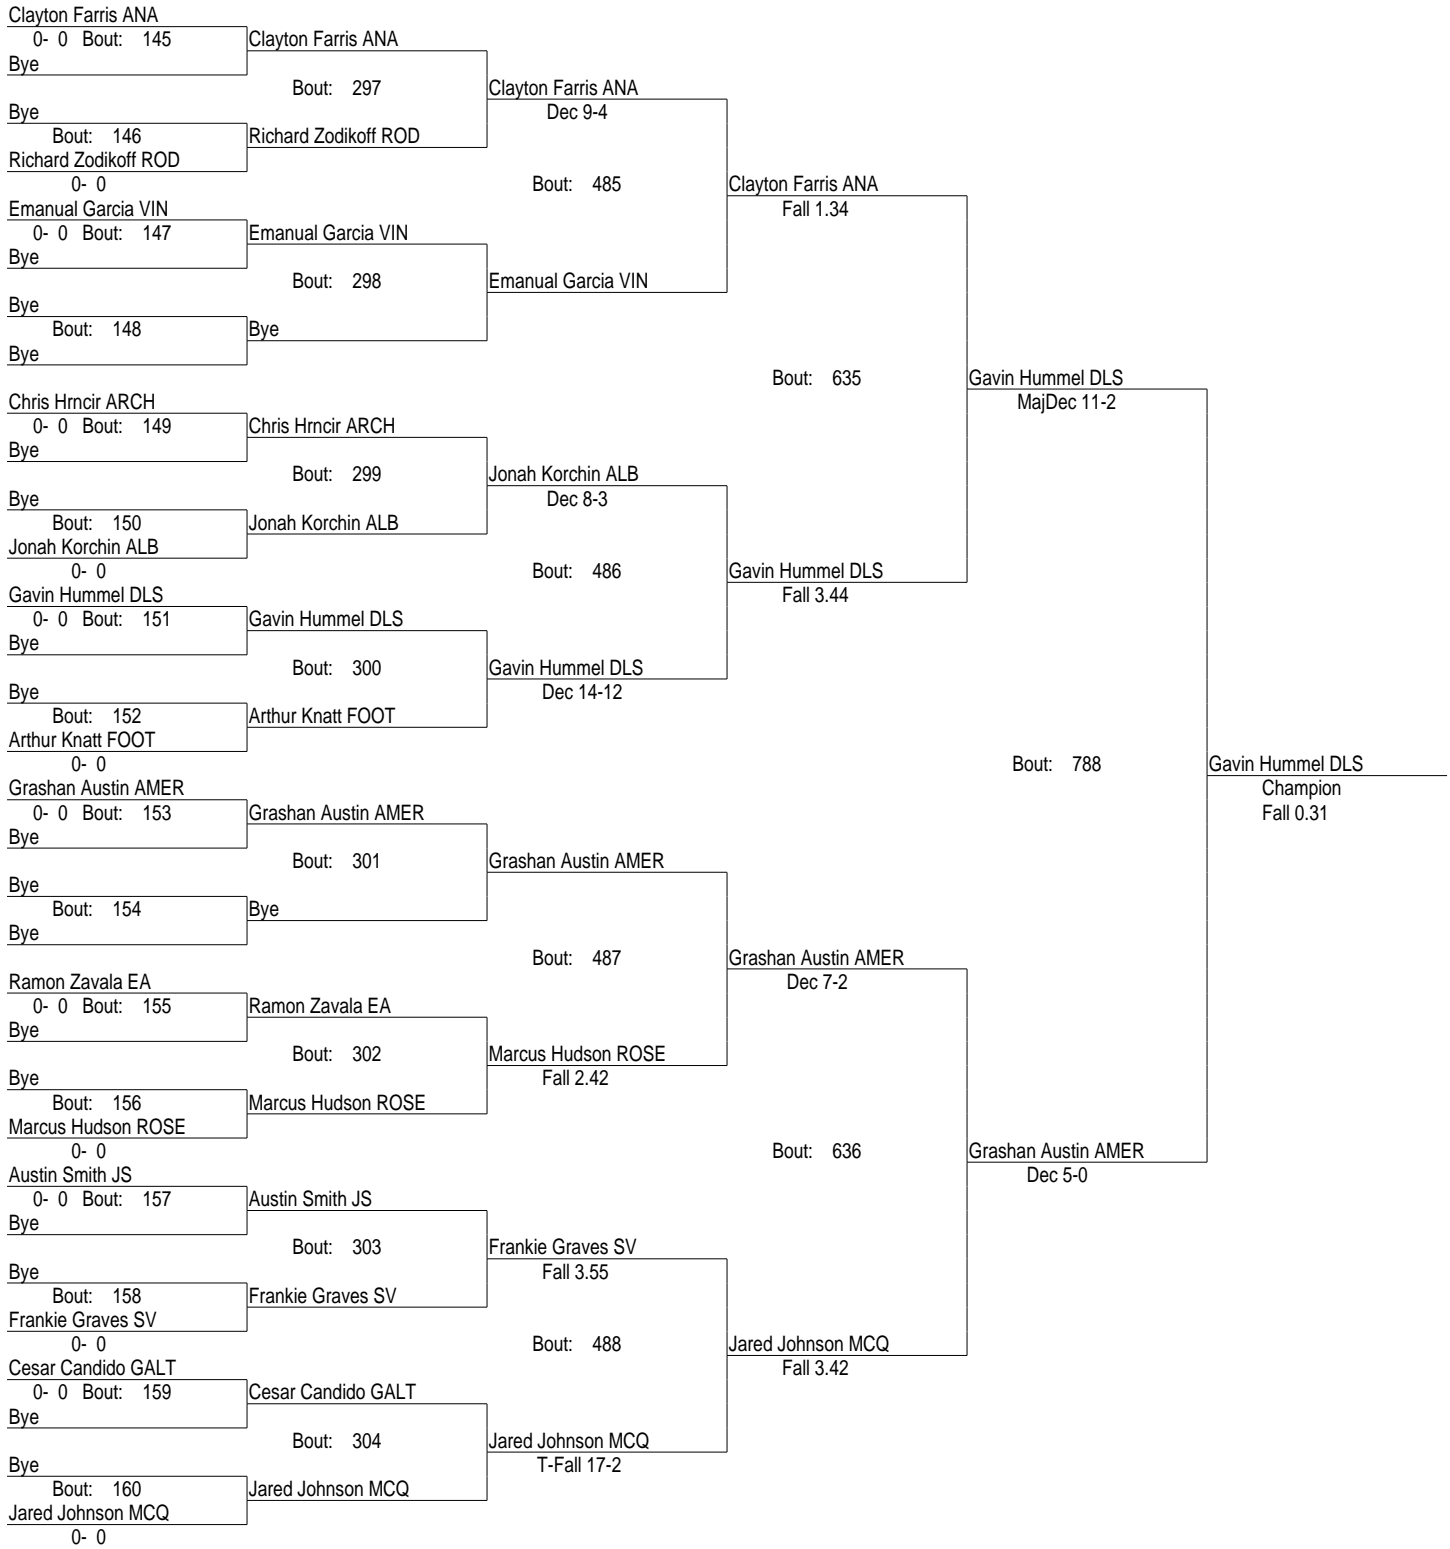 Clayton Farris ANA
0- 0 Bout: 145
Clayton Farris ANA
Bye
Bout: 297
Clayton Farris ANA
Bye
Dec 9-4
Bout: 146
Richard Zodikoff ROD
Richard Zodikoff ROD
0- 0
Bout: 485
Clayton Farris ANA
Emanual Garcia VIN
Fall 1.34
0- 0 Bout: 147
Emanual Garcia VIN
Bye
Bout: 298
Emanual Garcia VIN
Bye
Bout: 148
Bye
Bye
Bout: 635
Gavin Hummel DLS
Chris Hrncir ARCH
MajDec 11-2
0- 0 Bout: 149
Chris Hrncir ARCH
Bye
Bout: 299
Jonah Korchin ALB
Bye
Dec 8-3
Bout: 150
Jonah Korchin ALB
Jonah Korchin ALB
0- 0
Bout: 486
Gavin Hummel DLS
Gavin Hummel DLS
Fall 3.44
0- 0 Bout: 151
Gavin Hummel DLS
Bye
Bout: 300
Gavin Hummel DLS
Bye
Dec 14-12
Bout: 152
Arthur Knatt FOOT
Arthur Knatt FOOT
0- 0
Bout: 788
Gavin Hummel DLS
Grashan Austin AMER
Champion
0- 0 Bout: 153
Grashan Austin AMER
Fall 0.31
Bye
Bout: 301
Grashan Austin AMER
Bye
Bout: 154
Bye
Bye
Bout: 487
Grashan Austin AMER
Ramon Zavala EA
Dec 7-2
0- 0 Bout: 155
Ramon Zavala EA
Bye
Bout: 302
Marcus Hudson ROSE
Bye
Fall 2.42
Bout: 156
Marcus Hudson ROSE
Marcus Hudson ROSE
0- 0
Bout: 636
Grashan Austin AMER
Austin Smith JS
Dec 5-0
0- 0 Bout: 157
Austin Smith JS
Bye
Bout: 303
Frankie Graves SV
Bye
Fall 3.55
Bout: 158
Frankie Graves SV
Frankie Graves SV
0- 0
Bout: 488
Jared Johnson MCQ
Cesar Candido GALT
Fall 3.42
0- 0 Bout: 159
Cesar Candido GALT
Bye
Bout: 304
Jared Johnson MCQ
Bye
T-Fall 17-2
Bout: 160
Jared Johnson MCQ
Jared Johnson MCQ
0- 0